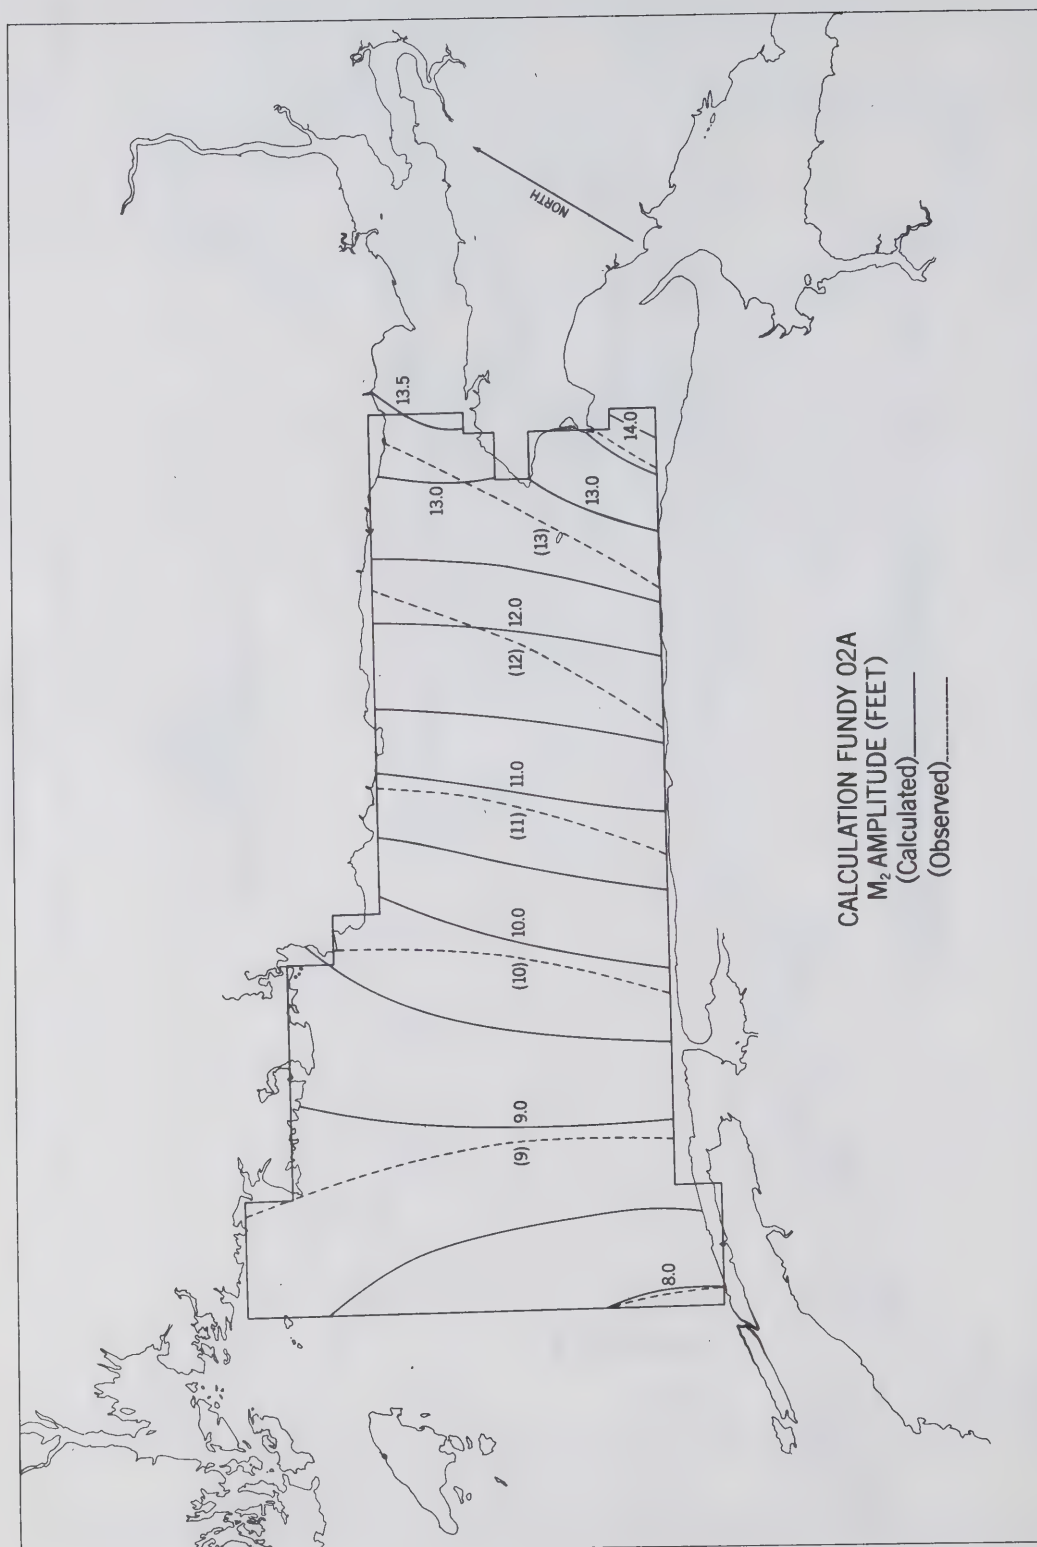 13.5
NORTH
14.0
13.0
13.0
(13)
12.0
(12)
11.0
(11)
10.0
(10)
9.0
(9)
8.0
CALCULATION FUNDY 02A
M₂ AMPLITUDE (FEET)
(Calculated)
(Observed)